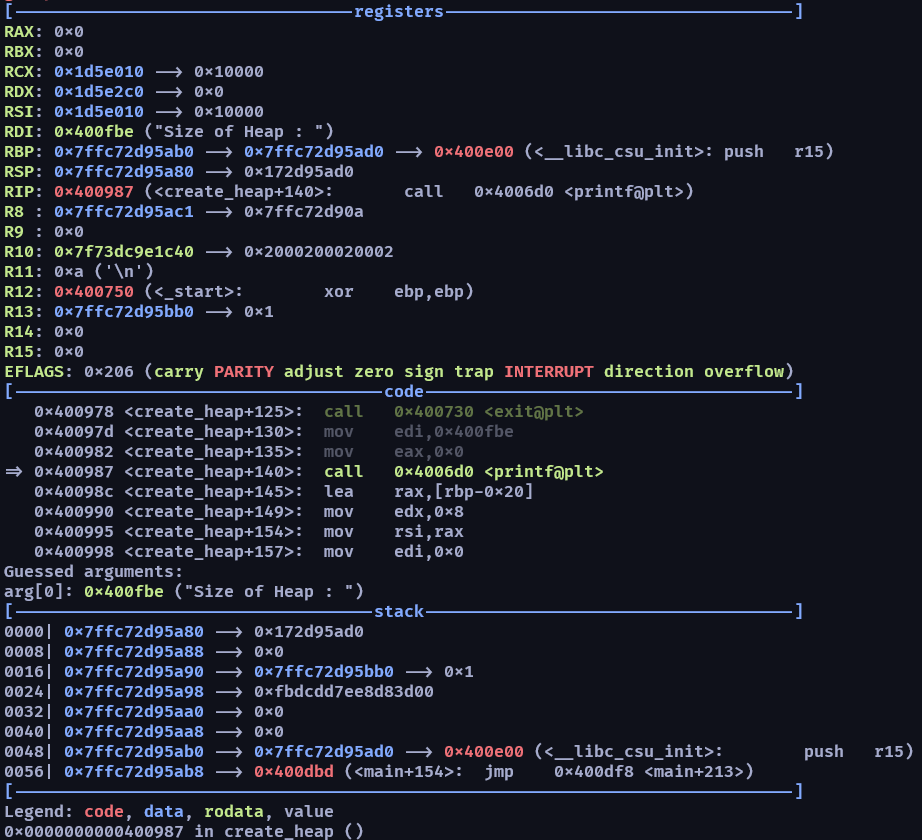 [----------------------------------registers-----------------------------------]
RAX: 0x0
RBX: 0x0
RCX: 0x1d5e010 --> 0x10000
RDX: 0x1d5e2c0 --> 0x0
RSI: 0x1d5e010 --> 0x10000
RDI: 0x400fbe ("Size of Heap : ")
RBP: 0x7ffc72d95ab0 --> 0x7ffc72d95ad0 --> 0x400e00 (<__libc_csu_init>: push   r15)
RSP: 0x7ffc72d95a80 --> 0x172d95ad0
RIP: 0x400987 (<create_heap+140>:       call   0x4006d0 <printf@plt>)
R8 : 0x7ffc72d95ac1 --> 0x7ffc72d90a
R9 : 0x0
R10: 0x7f73dc9e1c40 --> 0x2000200020002
R11: 0xa ('\n')
R12: 0x400750 (<_start>:        xor    ebp,ebp)
R13: 0x7ffc72d95bb0 --> 0x1
R14: 0x0
R15: 0x0
EFLAGS: 0x206 (carry PARITY adjust zero sign trap INTERRUPT direction overflow)
[-------------------------------------code-------------------------------------]
   0x400978 <create_heap+125>:  call   0x400730 <exit@plt>
   0x40097d <create_heap+130>:  mov    edi,0x400fbe
   0x400982 <create_heap+135>:  mov    eax,0x0
=> 0x400987 <create_heap+140>:  call   0x4006d0 <printf@plt>
   0x40098c <create_heap+145>:  lea    rax,[rbp-0x20]
   0x400990 <create_heap+149>:  mov    edx,0x8
   0x400995 <create_heap+154>:  mov    rsi,rax
   0x400998 <create_heap+157>:  mov    edi,0x0
Guessed arguments:
arg[0]: 0x400fbe ("Size of Heap : ")
[------------------------------------stack-------------------------------------]
0000| 0x7ffc72d95a80 --> 0x172d95ad0
0008| 0x7ffc72d95a88 --> 0x0
0016| 0x7ffc72d95a90 --> 0x7ffc72d95bb0 --> 0x1
0024| 0x7ffc72d95a98 --> 0xfbdcdd7ee8d83d00
0032| 0x7ffc72d95aa0 --> 0x0
0040| 0x7ffc72d95aa8 --> 0x0
0048| 0x7ffc72d95ab0 --> 0x7ffc72d95ad0 --> 0x400e00 (<__libc_csu_init>:        push   r15)
0056| 0x7ffc72d95ab8 --> 0x400dbd (<main+154>:  jmp    0x400df8 <main+213>)
[------------------------------------------------------------------------------]
Legend: code, data, rodata, value
0x0000000000400987 in create_heap ()